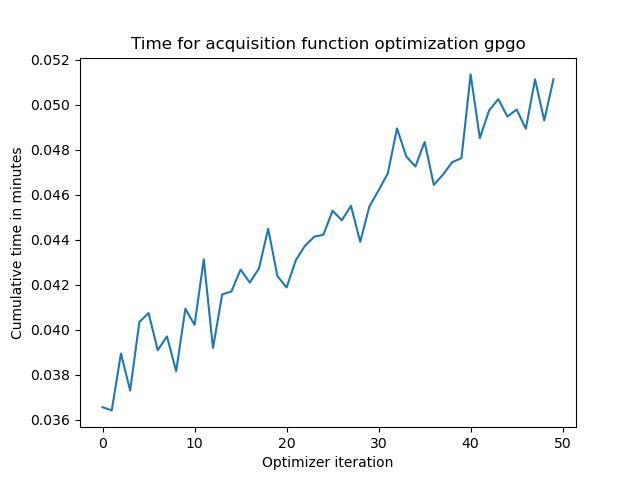 Time for acquisition function optimization gpgo
0.052
0.050
0.048
0.046
0.044
0.042
0.040
0.038
0.036
Cumulative time in minutes
0 10 20 30 40 50
Optimizer iteration